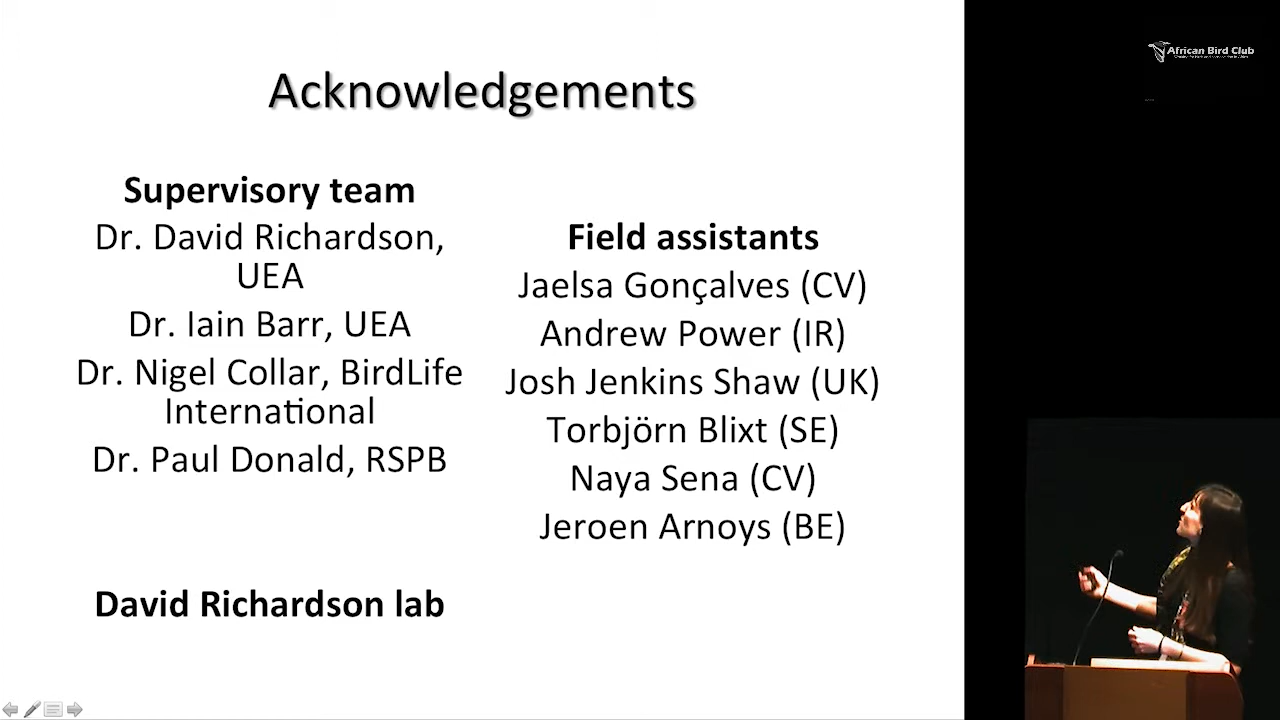 Acknowledgements
Supervisory team
Dr. David Richardson,
UEA
Dr. Iain Barr, UEA
Dr. Nigel Collar, BirdLife
International
Dr. Paul Donald, RSPB
David Richardson lab
Field assistants
Jaelsa Gonçalves (CV)
Andrew Power (IR)
Josh Jenkins Shaw (UK)
Torbjörn Blixt (SE)
Naya Sena (CV)
Jeroen Arnoys (BE)
African Bird Club